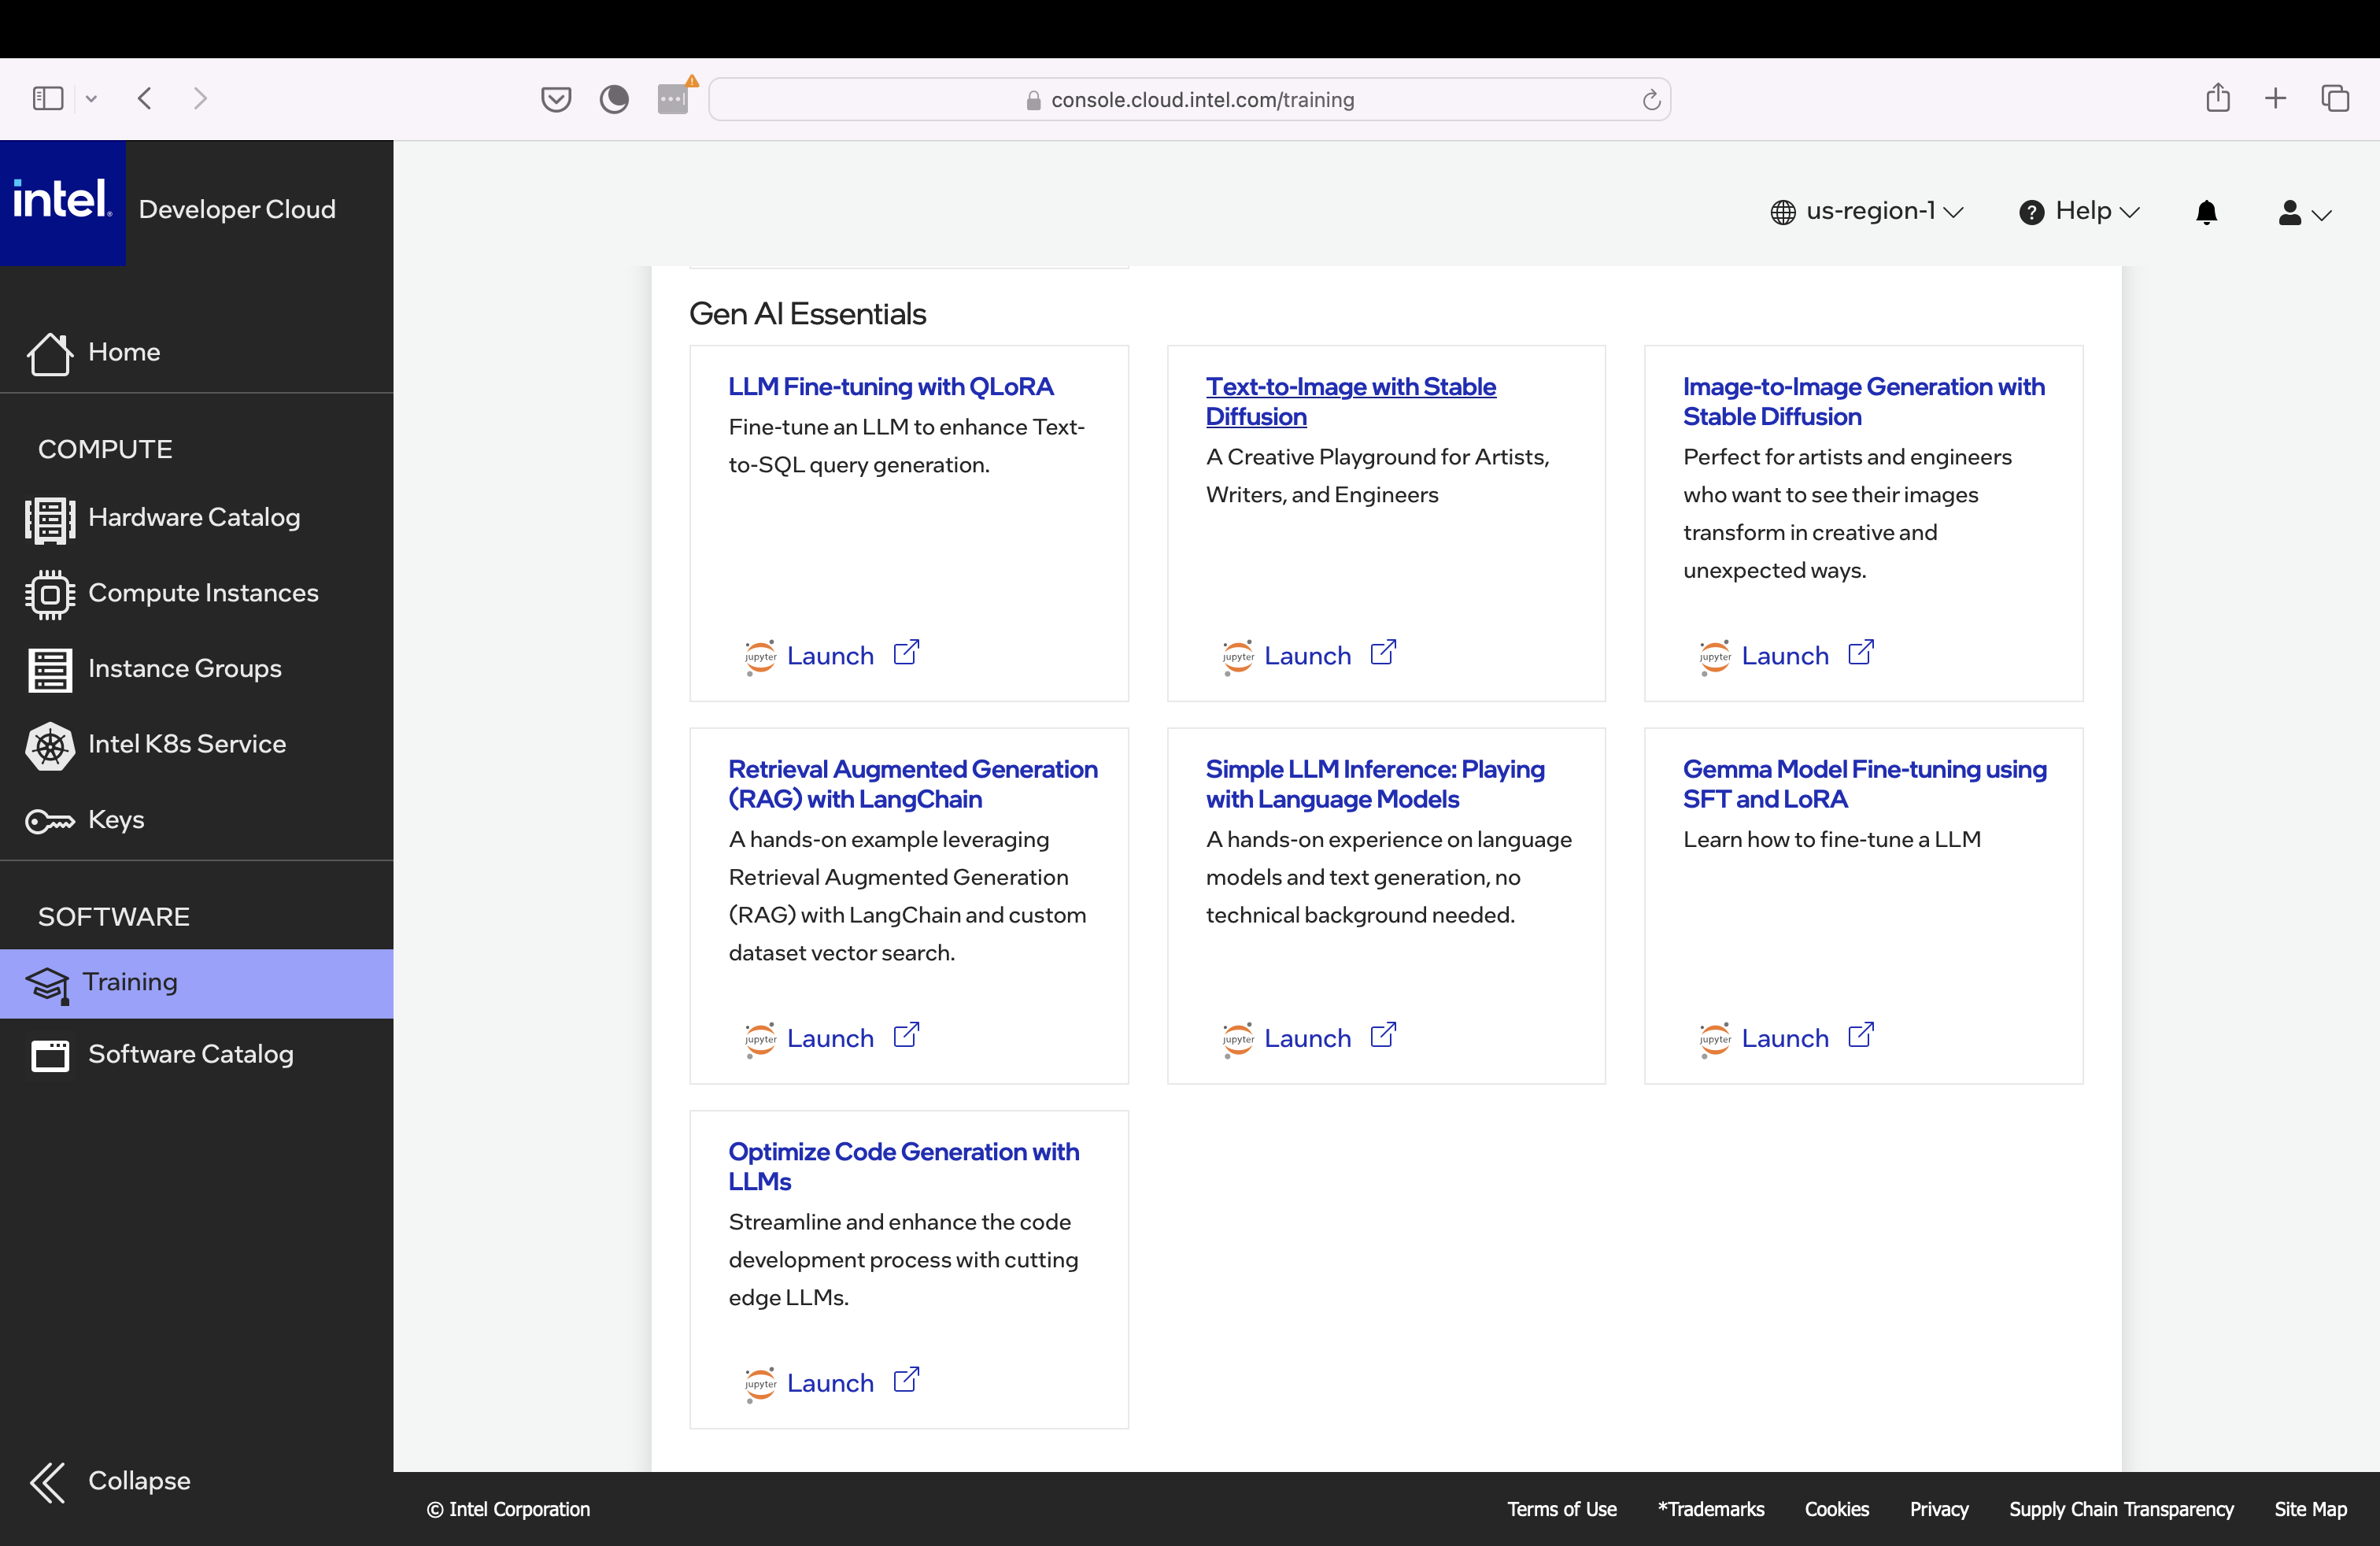 console.cloud.intel.com/training
intel.
Developer Cloud
us-region-1
Help
Home
COMPUTE
Hardware Catalog
Compute Instances
Instance Groups
Intel K8s Service
Keys
SOFTWARE
Training
Software Catalog
Collapse
Gen AI Essentials
LLM Fine-tuning with QLoRA
Fine-tune an LLM to enhance Text-
to-SQL query generation.
jupyter
Launch
Text-to-Image with Stable
Diffusion
A Creative Playground for Artists,
Writers, and Engineers
jupyter
Launch
Image-to-Image Generation with
Stable Diffusion
Perfect for artists and engineers
who want to see their images
transform in creative and
unexpected ways.
jupyter
Launch
Retrieval Augmented Generation
(RAG) with LangChain
A hands-on example leveraging
Retrieval Augmented Generation
(RAG) with LangChain and custom
dataset vector search.
jupyter
Launch
Simple LLM Inference: Playing
with Language Models
A hands-on experience on language
models and text generation, no
technical background needed.
jupyter
Launch
Gemma Model Fine-tuning using
SFT and LoRA
Learn how to fine-tune a LLM
jupyter
Launch
Optimize Code Generation with
LLMs
Streamline and enhance the code
development process with cutting
edge LLMs.
jupyter
Launch
© Intel Corporation
Terms of Use
*Trademarks
Cookies
Privacy
Supply Chain Transparency
Site Map